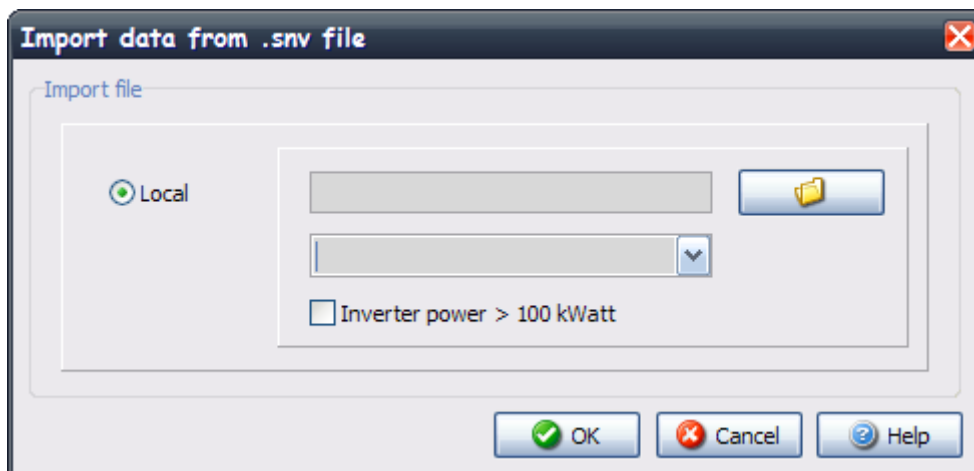 Import data from .snv file
Import file
Local
Inverter power > 100 kWatt
OK Cancel Help